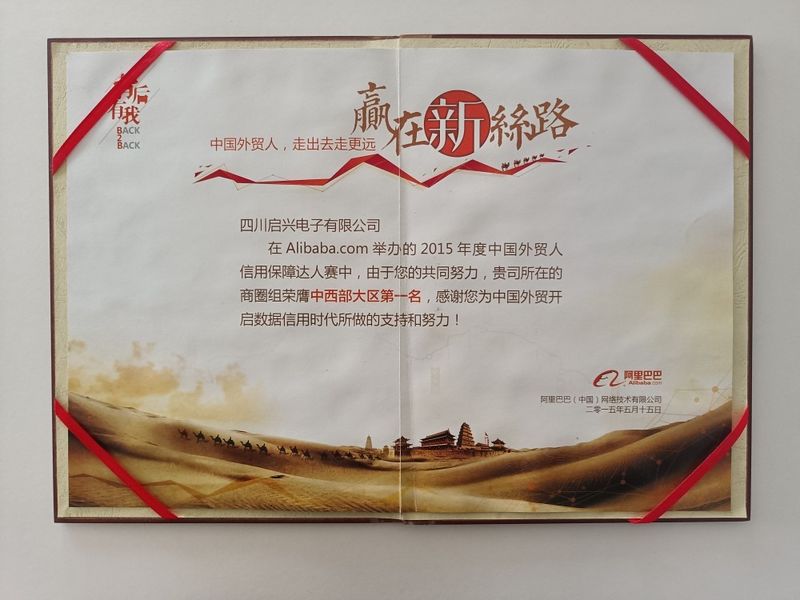 有我
BACK
2
BACK
赢在新絲路
中国外贸人，走出去走更远
四川启兴电子有限公司
在 Alibaba.com 举办的 2015 年度中国外贸人
信用保障达人赛中，由于您的共同努力，贵司所在的
商圈组荣膺中西部大区第一名，感谢您为中国外贸开
启数据信用时代所做的支持和努力！
阿里巴巴
Alibaba.com
阿里巴巴（中国）网络技术有限公司
二零一五年五月十五日